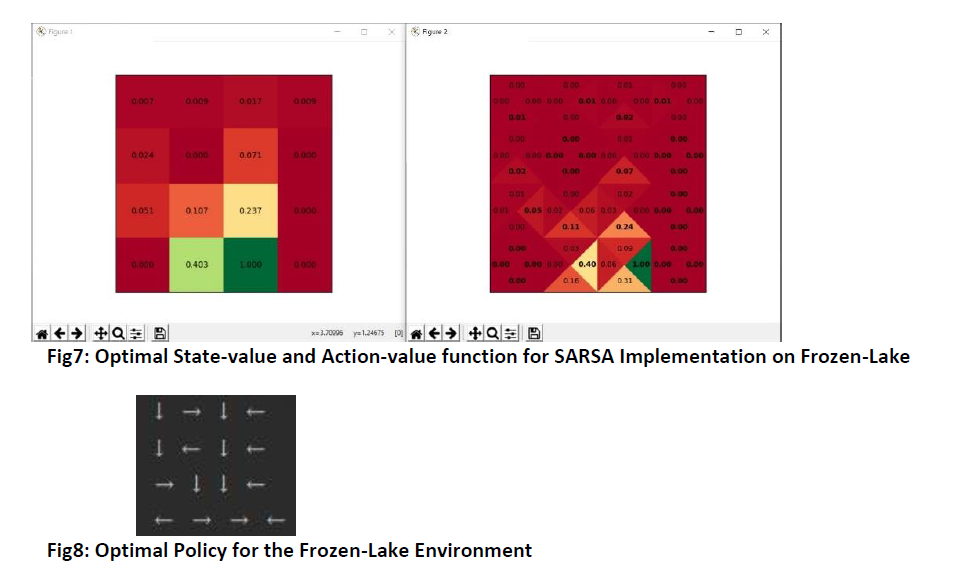 Figure 1
Figure 2
0.007 0.009 0.017 0.009
0.024 0.000 0.071 0.000
0.051 0.107 0.237 0.000
0.000 0.403 1.000 0.000
0.01 0.00 0.01
0.00 0.00 0.00 0.01 0.00 0.00 0.01 0.00
0.01 0.00 0.02
0.00 0.00 0.00
0.00 0.00 0.00 0.00 0.00 0.00 0.00 0.00
0.02 0.00 0.07 0.00
0.01 0.00 0.02 0.00
0.01 0.05 0.02 0.06 0.03 0.00 0.00 0.00
0.00 0.11 0.24 0.00
0.00 0.03 0.09 0.00
0.00 0.00 0.00 0.40 0.06 1.00 0.00 0.00
0.00 0.16 0.31 0.00
x=3.70996 y=1.24675 [0]
Fig7: Optimal State-value and Action-value function for SARSA Implementation on Frozen-Lake
↓ → ↓ ←
↓ ← ↓ ←
→ ↓ ↓ ←
← → → ←
Fig8: Optimal Policy for the Frozen-Lake Environment